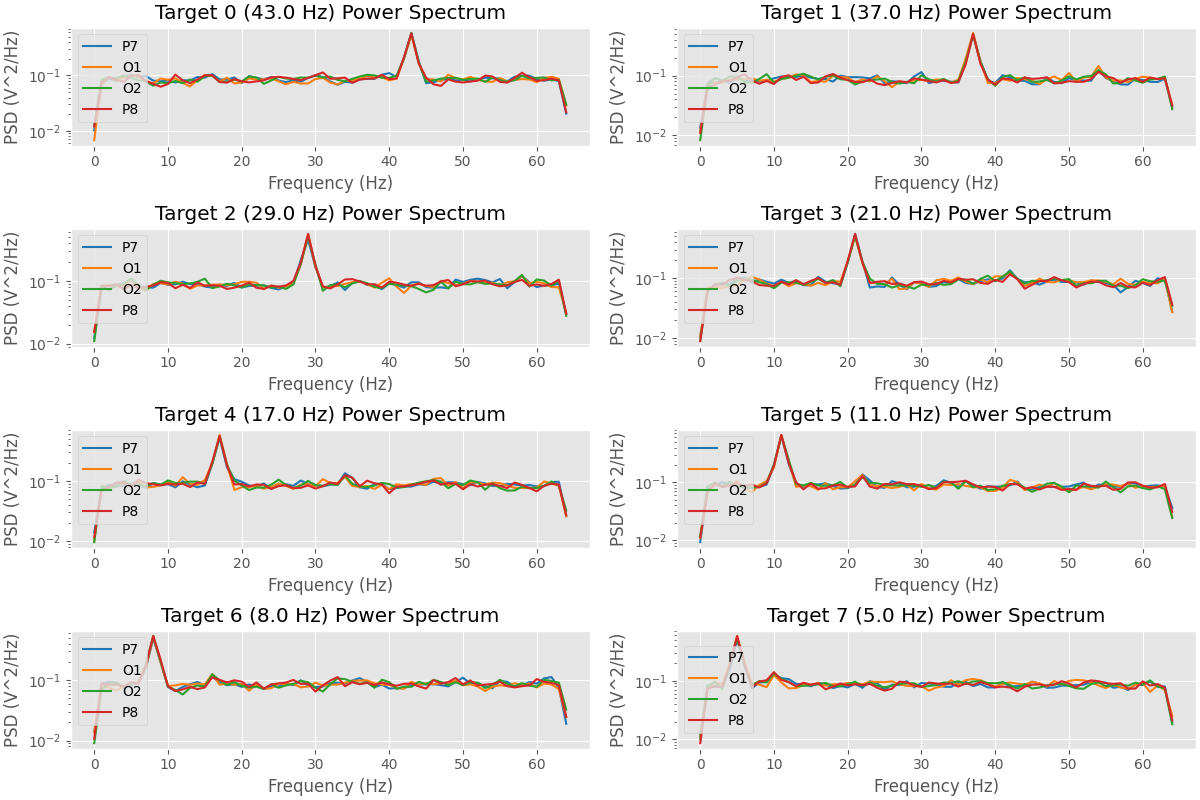 Target 0 (43.0 Hz) Power Spectrum
PSD (V^2/Hz)
10^-1
10^-2
P7
O1
O2
P8
0 10 20 30 40 50 60
Frequency (Hz)
Target 1 (37.0 Hz) Power Spectrum
PSD (V^2/Hz)
10^-1
10^-2
P7
O1
O2
P8
0 10 20 30 40 50 60
Frequency (Hz)
Target 2 (29.0 Hz) Power Spectrum
PSD (V^2/Hz)
10^-1
10^-2
P7
O1
O2
P8
0 10 20 30 40 50 60
Frequency (Hz)
Target 3 (21.0 Hz) Power Spectrum
PSD (V^2/Hz)
10^-1
10^-2
P7
O1
O2
P8
0 10 20 30 40 50 60
Frequency (Hz)
Target 4 (17.0 Hz) Power Spectrum
PSD (V^2/Hz)
10^-1
10^-2
P7
O1
O2
P8
0 10 20 30 40 50 60
Frequency (Hz)
Target 5 (11.0 Hz) Power Spectrum
PSD (V^2/Hz)
10^-1
10^-2
P7
O1
O2
P8
0 10 20 30 40 50 60
Frequency (Hz)
Target 6 (8.0 Hz) Power Spectrum
PSD (V^2/Hz)
10^-1
10^-2
P7
O1
O2
P8
0 10 20 30 40 50 60
Frequency (Hz)
Target 7 (5.0 Hz) Power Spectrum
PSD (V^2/Hz)
10^-1
10^-2
P7
O1
O2
P8
0 10 20 30 40 50 60
Frequency (Hz)